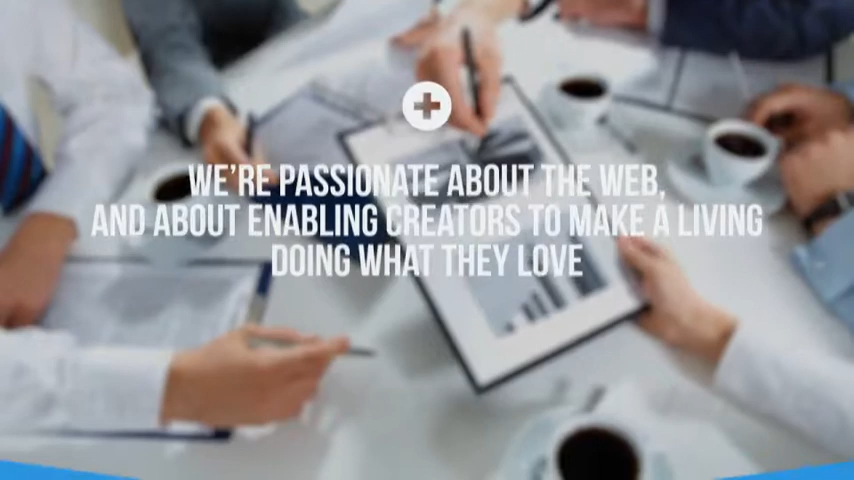 WE'RE PASSIONATE ABOUT THE WEB,
AND ABOUT ENABLING CREATORS TO MAKE A LIVING
DOING WHAT THEY LOVE